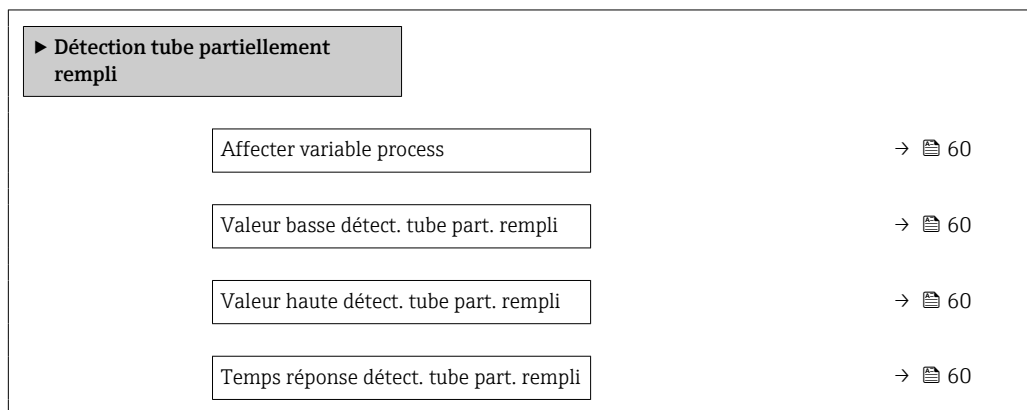 ► Détection tube partiellement
rempli
Affecter variable process → 60
Valeur basse détect. tube part. rempli → 60
Valeur haute détect. tube part. rempli → 60
Temps réponse détect. tube part. rempli → 60